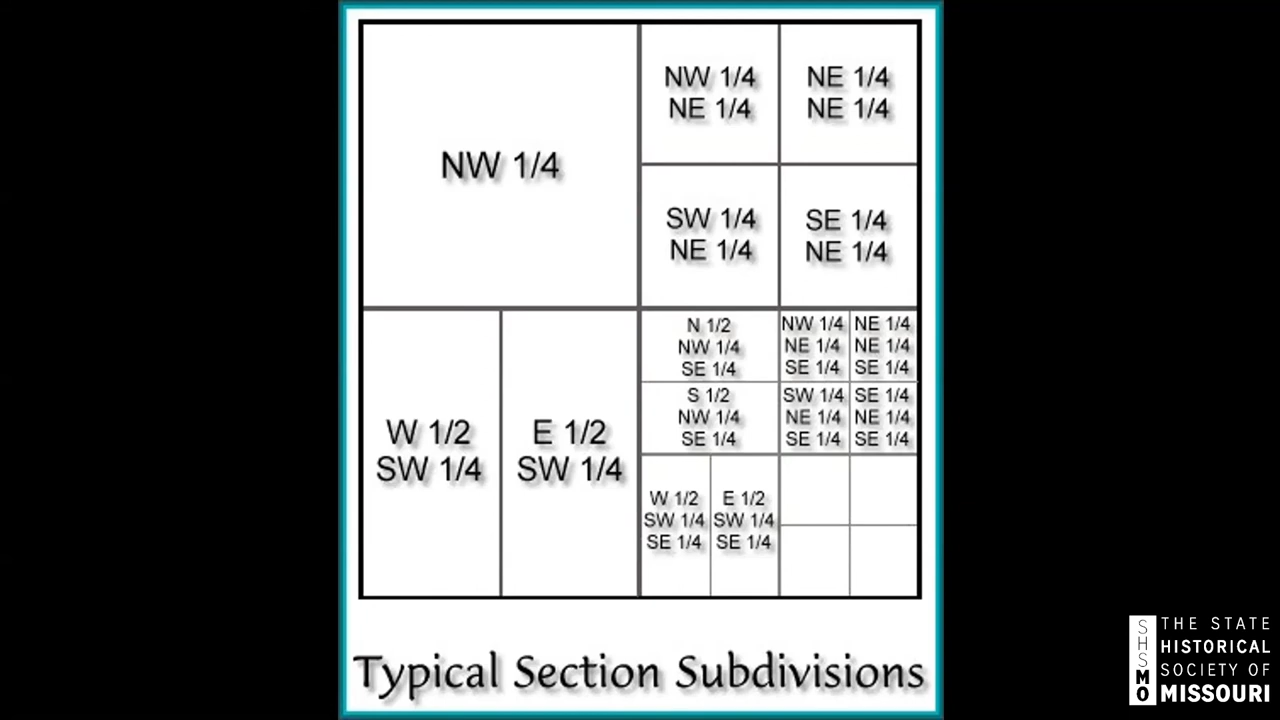 NW 1/4
NW 1/4
NE 1/4
NE 1/4
NE 1/4
SW 1/4
NE 1/4
SE 1/4
NE 1/4
W 1/2
SW 1/4
E 1/2
SW 1/4
N 1/2
NW 1/4
SE 1/4
S 1/2
NW 1/4
SE 1/4
NW 1/4
NE 1/4
SE 1/4
NE 1/4
NE 1/4
SE 1/4
SW 1/4
NE 1/4
SE 1/4
SE 1/4
NE 1/4
SE 1/4
W 1/2
SW 1/4
SE 1/4
E 1/2
SW 1/4
SE 1/4
Typical Section Subdivisions
SHSMO
THE STATE
HISTORICAL
SOCIETY OF
MISSOURI